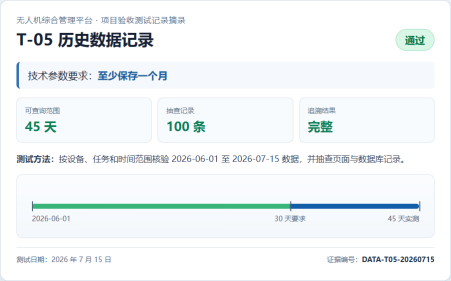 无人机综合管理平台 · 项目验收测试记录摘录
T-05 历史数据记录
通过
技术参数要求：至少保存一个月
可查询范围
45 天
抽查记录
100 条
追溯结果
完整
测试方法：按设备、任务和时间范围核验 2026-06-01 至 2026-07-15 数据，并抽查页面与数据库记录。
2026-06-01
30 天要求
45 天实测
测试日期：2026 年 7 月 15 日
证据编号：DATA-T05-20260715